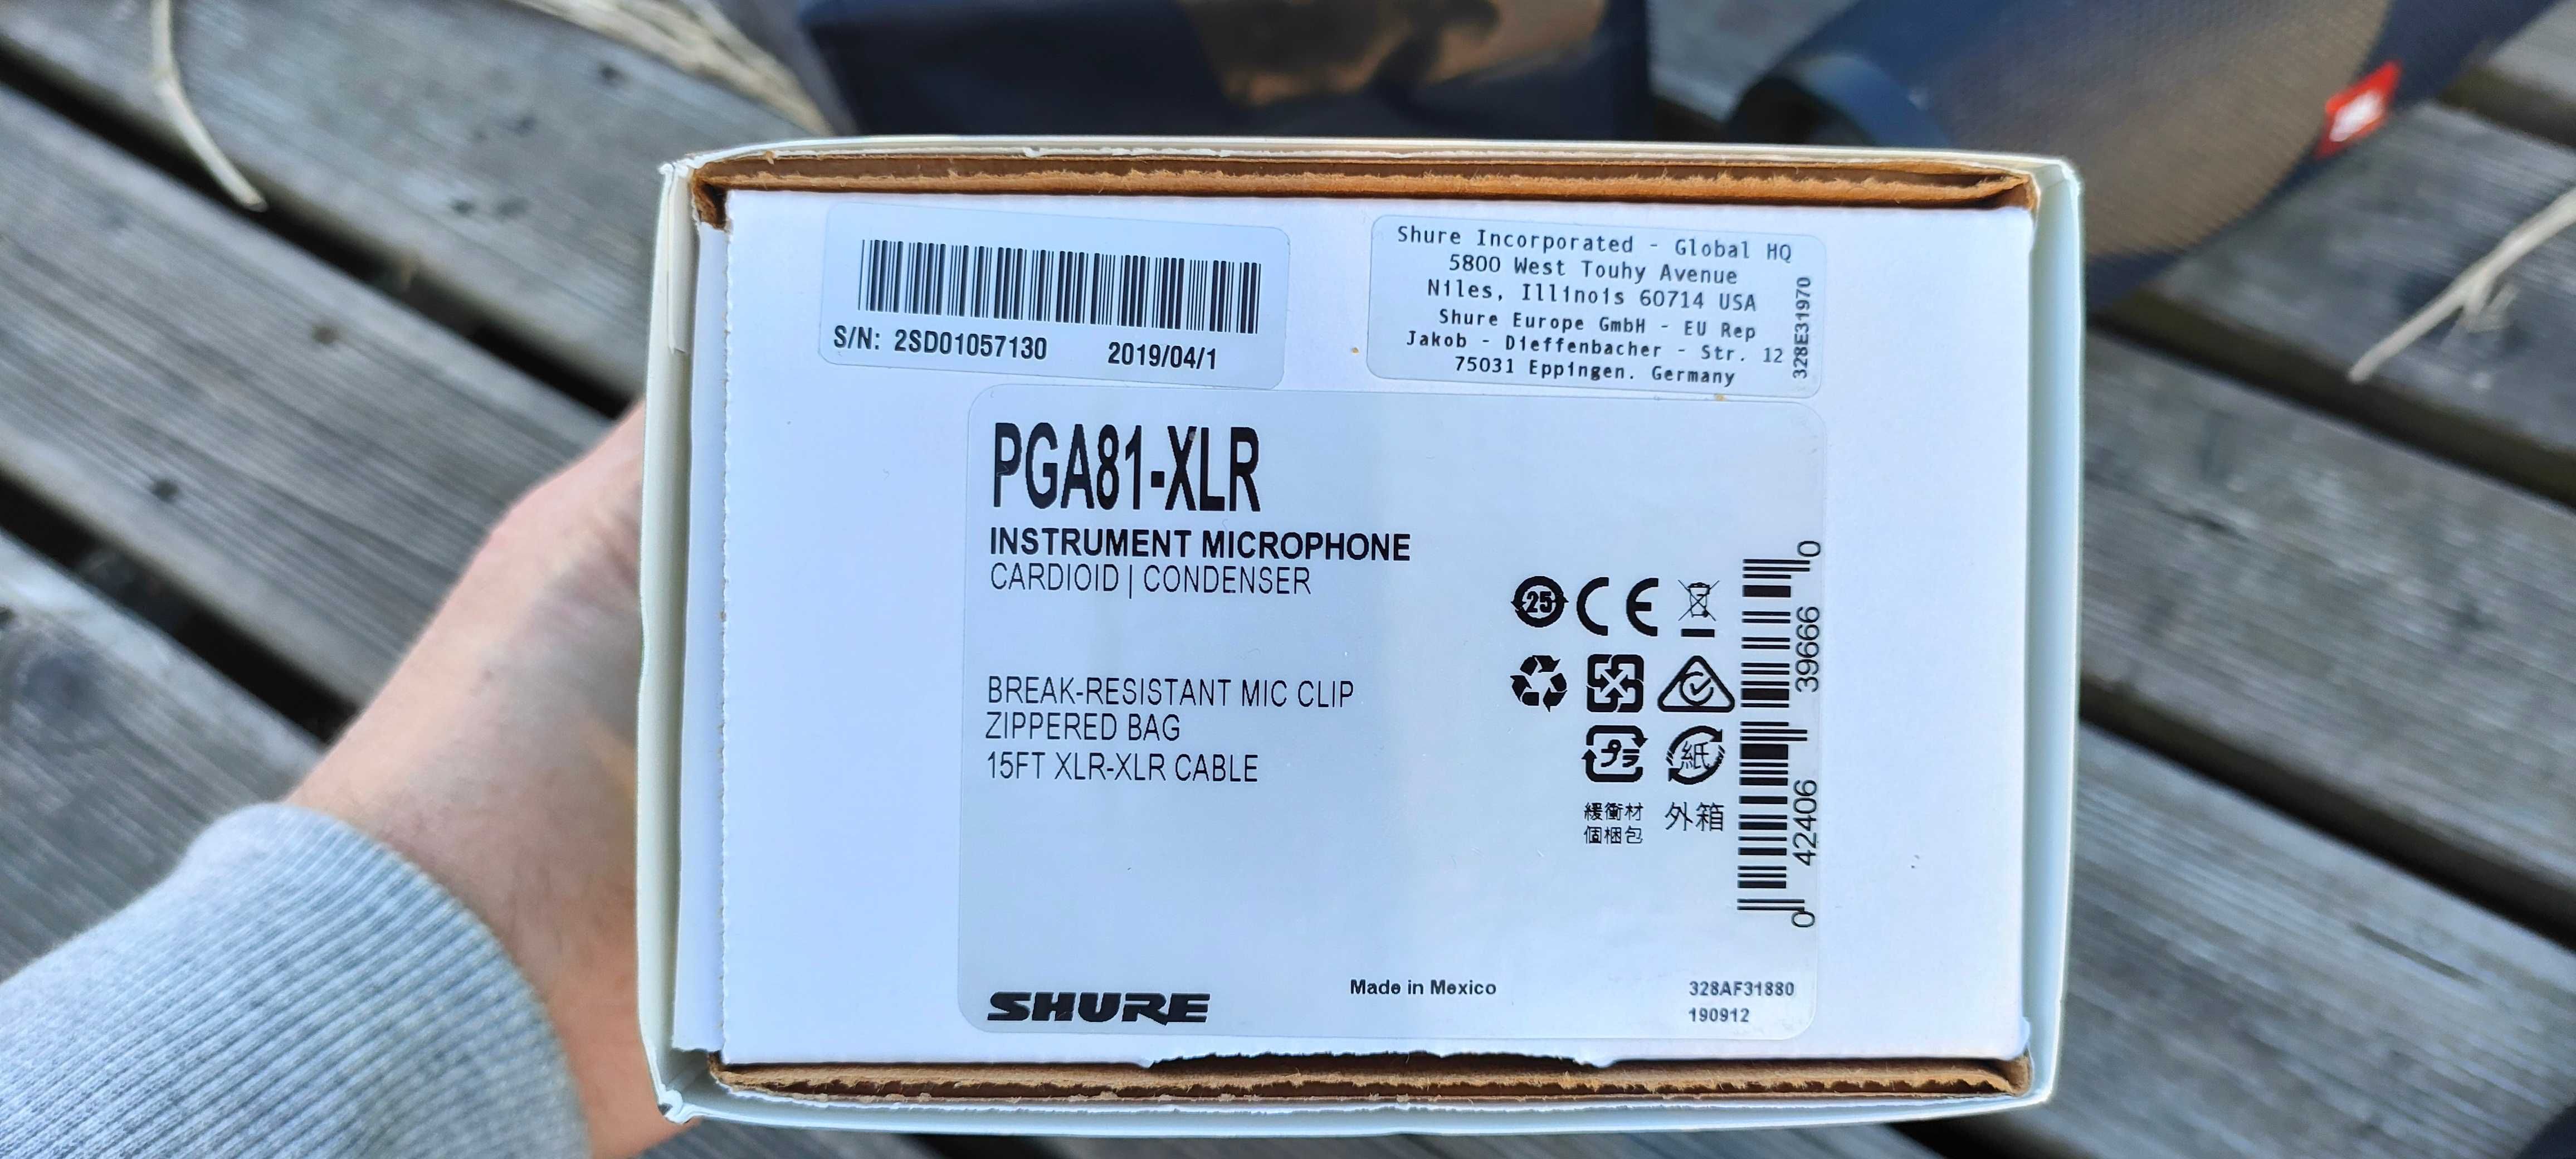 S/N: 2SD01057130 2019/04/1
Shure Incorporated - Global HQ
5800 West Touhy Avenue
Niles, Illinois 60714 USA
Shure Europe GmbH - EU Rep
Jakob - Dieffenbacher - Str. 12
75031 Eppingen. Germany
328E31970
PGA81-XLR
INSTRUMENT MICROPHONE
CARDIOID | CONDENSER
BREAK-RESISTANT MIC CLIP
ZIPPERED BAG
15FT XLR-XLR CABLE
25
CE
プラ
紙
緩衝材
個梱包
外箱
0 42406 39666 0
SHURE
Made in Mexico
328AF31880
190912